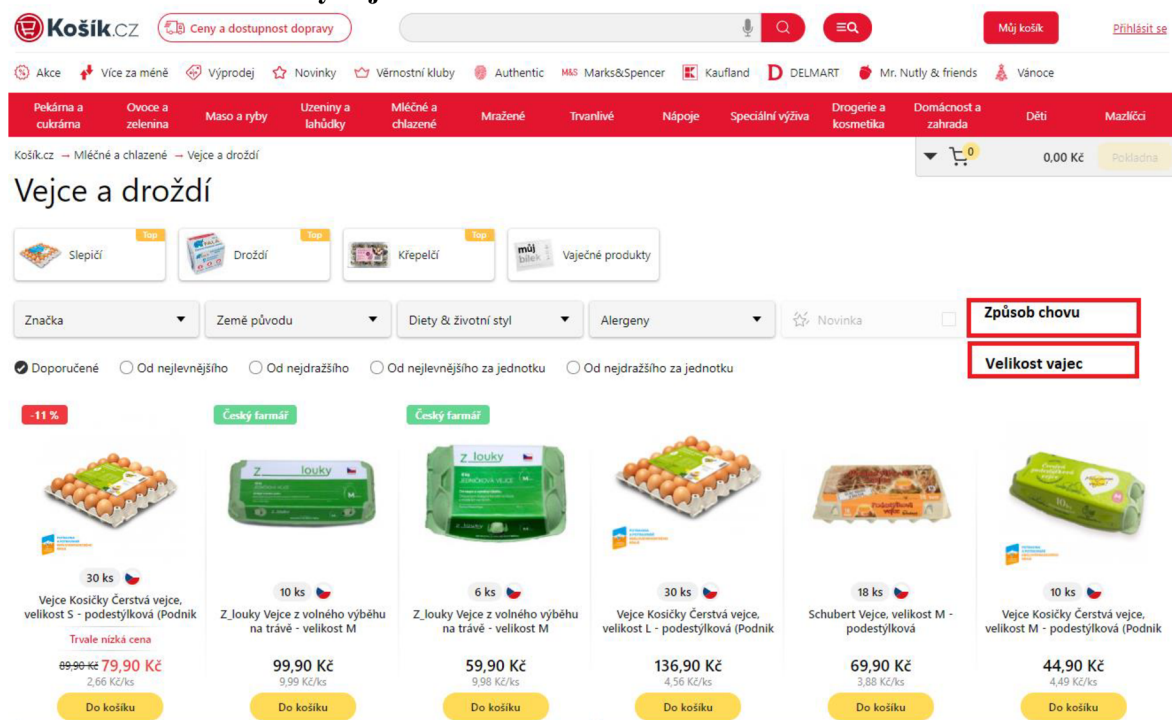 Košík.cz
Ceny a dostupnost dopravy
Můj košík
Přihlásit se
Akce
Více za méně
Výprodej
Novinky
Věrnostní kluby
Authentic
M&S Marks&Spencer
Kaufland
DELMART
Mr. Nutly & friends
Vánoce
Pekárna a
cukrárna
Ovoce a
zelenina
Maso a ryby
Uzeniny a
lahůdky
Mléčné a
chlazené
Mražené
Trvanlivé
Nápoje
Speciální výživa
Drogerie a
kosmetika
Domácnost a
zahrada
Děti
Mazlíčci
Košík.cz → Mléčné a chlazené → Vejce a droždí
0
0,00 Kč
Pokladna
Vejce a droždí
Slepičí
Top
Droždí
Top
Křepelčí
Top
můj
bílek
Vaječné produkty
Značka
Země původu
Diety & životní styl
Alergeny
Novinka
Způsob chovu
Velikost vajec
Doporučené
Od nejlevnějšího
Od nejdražšího
Od nejlevnějšího za jednotku
Od nejdražšího za jednotku
-11 %
30 ks
Vejce Kosičky Čerstvá vejce,
velikost S - podestýlková (Podnik
Trvale nízká cena
89,90 Kč 79,90 Kč
2,66 Kč/ks
Do košíku
Český farmář
Z_louky
10 ks
Z_louky Vejce z volného výběhu
na trávě - velikost M
99,90 Kč
9,99 Kč/ks
Do košíku
Český farmář
Z_louky
6 ks
Z_louky Vejce z volného výběhu
na trávě - velikost M
59,90 Kč
9,98 Kč/ks
Do košíku
30 ks
Vejce Kosičky Čerstvá vejce,
velikost L - podestýlková (Podnik
136,90 Kč
4,56 Kč/ks
Do košíku
18 ks
Schubert Vejce, velikost M -
podestýlková
69,90 Kč
3,88 Kč/ks
Do košíku
10 ks
Vejce Kosičky Čerstvá vejce,
velikost M - podestýlková (Podnik
44,90 Kč
4,49 Kč/ks
Do košíku